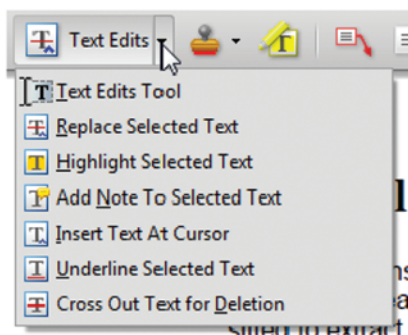 Text Edits
Text Edits Tool
Replace Selected Text
Highlight Selected Text
Add Note To Selected Text
Insert Text At Cursor
Underline Selected Text
Cross Out Text for Deletion